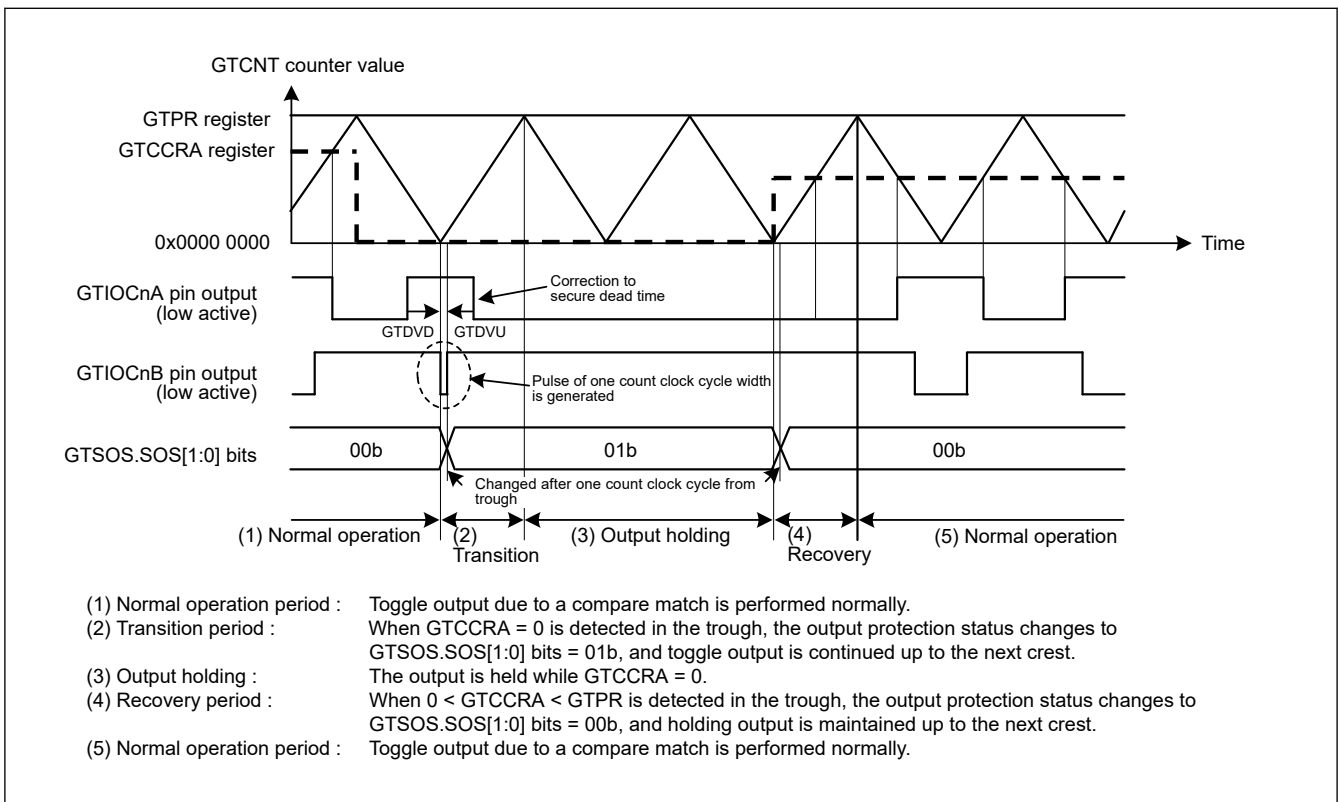 GTCNT counter value
GTPR register
GTCCRA register
0x0000 0000
Time
GTIOCnA pin output
(low active)
Correction to
secure dead time
GTDVD
GTDVU
GTIOCnB pin output
(low active)
Pulse of one count clock cycle width
is generated
GTSOS.SOS[1:0] bits
00b
01b
00b
Changed after one count clock cycle from
trough
(1) Normal operation
(2)
Transition
(3) Output holding
(4)
Recovery
(5) Normal operation
(1) Normal operation period : Toggle output due to a compare match is performed normally.
(2) Transition period : When GTCCRA = 0 is detected in the trough, the output protection status changes to
GTSOS.SOS[1:0] bits = 01b, and toggle output is continued up to the next crest.
(3) Output holding : The output is held while GTCCRA = 0.
(4) Recovery period : When 0 < GTCCRA < GTPR is detected in the trough, the output protection status changes to
GTSOS.SOS[1:0] bits = 00b, and holding output is maintained up to the next crest.
(5) Normal operation period : Toggle output due to a compare match is performed normally.